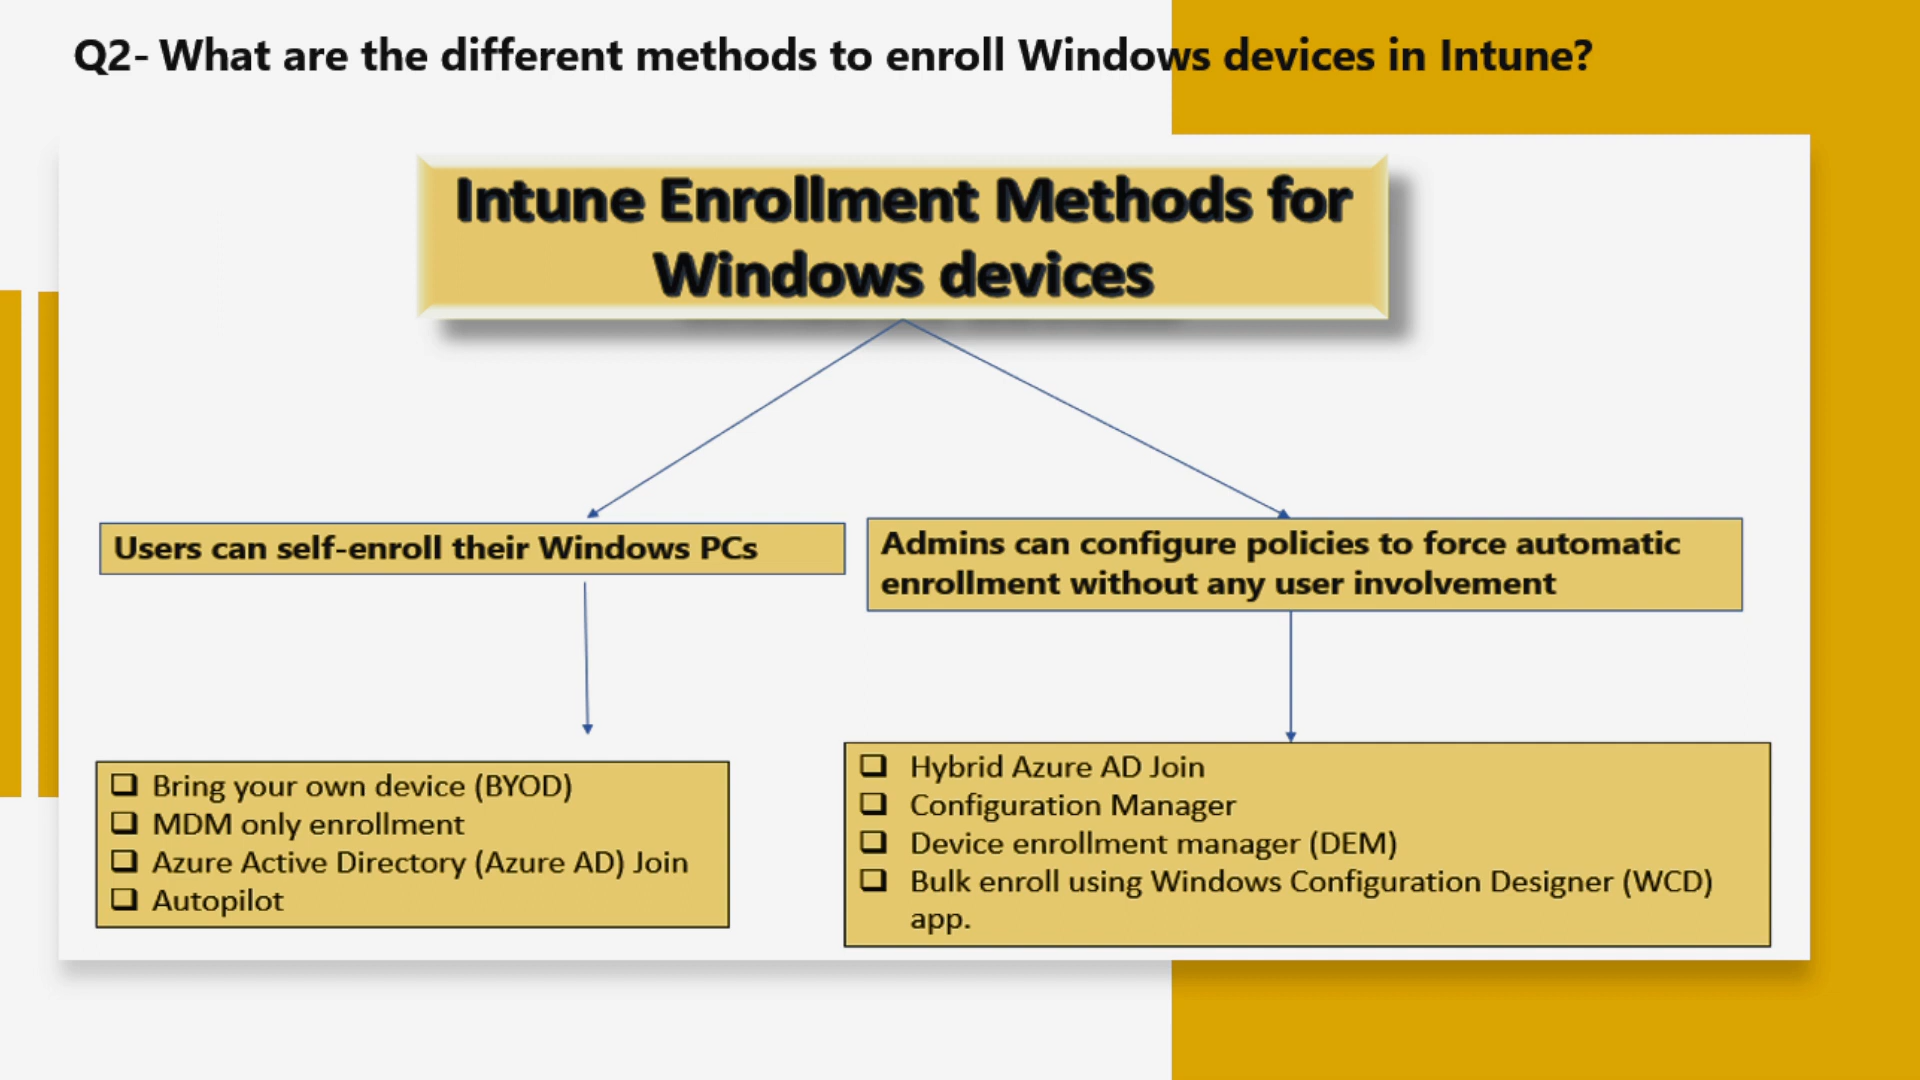 Q2- What are the different methods to enroll Windows devices in Intune?
Intune Enrollment Methods for
Windows devices
Users can self-enroll their Windows PCs
Admins can configure policies to force automatic
enrollment without any user involvement
Bring your own device (BYOD)
MDM only enrollment
Azure Active Directory (Azure AD) Join
Autopilot
Hybrid Azure AD Join
Configuration Manager
Device enrollment manager (DEM)
Bulk enroll using Windows Configuration Designer (WCD)
app.